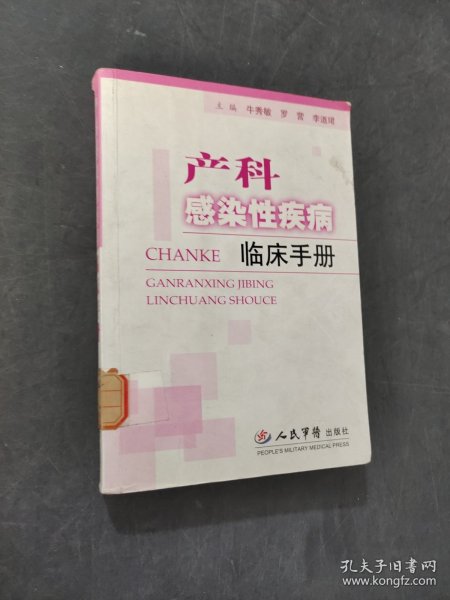 主 编 牛秀敏 罗 营 李道珺
产科
感染性疾病
CHANKE 临床手册
GANRANXING JIBING
LINCHUANG SHOUCE
人民军医出版社
PEOPLE'S MILITARY MEDICAL PRESS
孔夫子旧书网
www.kongfz.com